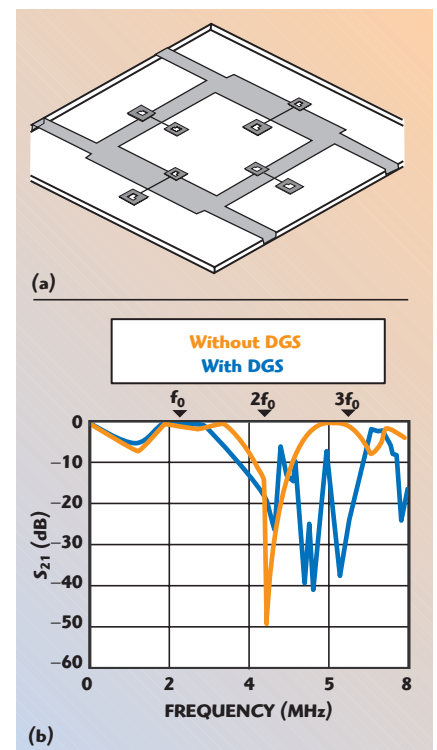 (a)
Without DGS
With DGS
f₀ 2f₀ 3f₀
0
–10
–20
–30
–40
–50
–60
S₂₁ (dB)
0 2 4 5 8
FREQUENCY (MHz)
(b)